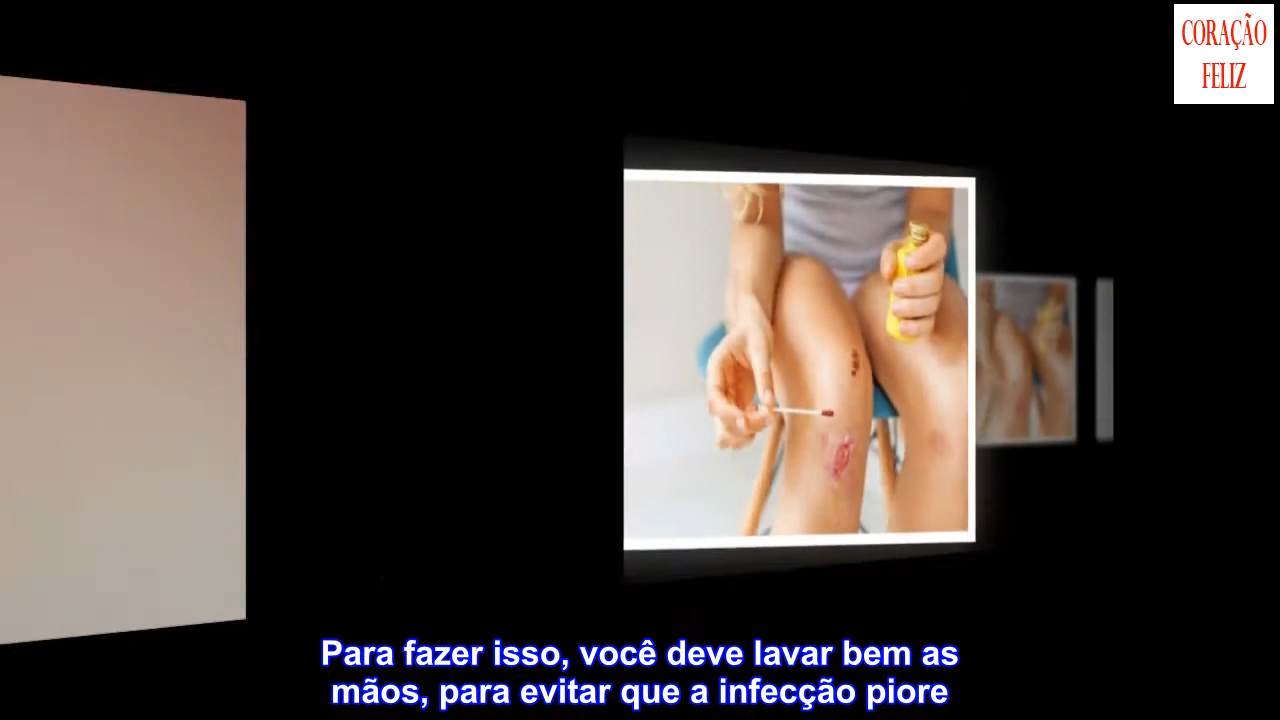 CORAÇÃO
FELIZ
Para fazer isso, você deve lavar bem as
mãos, para evitar que a infecção piore